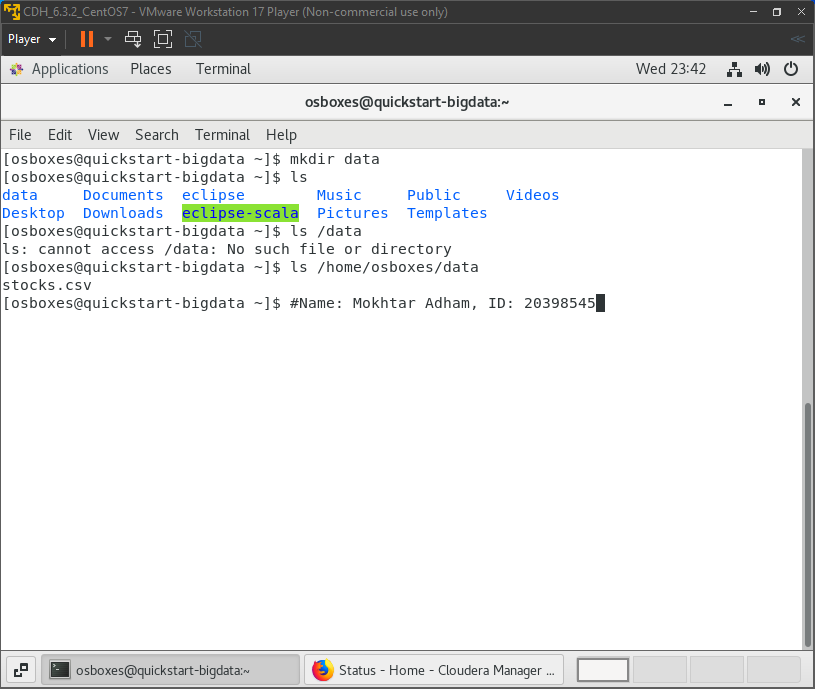 CDH_6.3.2_CentOS7 - VMware Workstation 17 Player (Non-commercial use only)
Player
Applications Places Terminal Wed 23:42
osboxes@quickstart-bigdata:~
File Edit View Search Terminal Help
[osboxes@quickstart-bigdata ~]$ mkdir data
[osboxes@quickstart-bigdata ~]$ ls
data Documents eclipse Music Public Videos
Desktop Downloads eclipse-scala Pictures Templates
[osboxes@quickstart-bigdata ~]$ ls /data
ls: cannot access /data: No such file or directory
[osboxes@quickstart-bigdata ~]$ ls /home/osboxes/data
stocks.csv
[osboxes@quickstart-bigdata ~]$ #Name: Mokhtar Adham, ID: 20398545
osboxes@quickstart-bigdata:~ Status - Home - Cloudera Manager ...